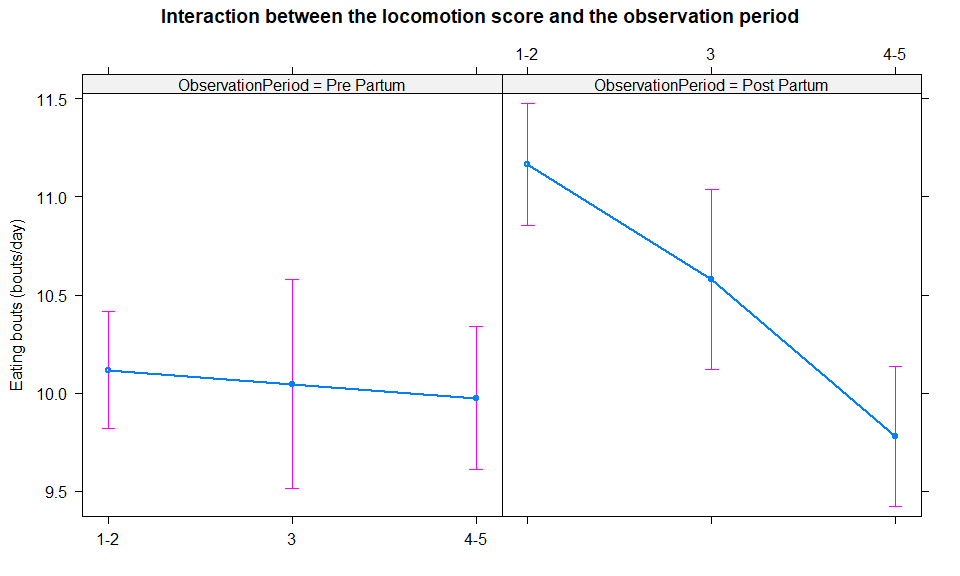 Interaction between the locomotion score and the observation period
1-2 3 4-5
ObservationPeriod = Pre Partum ObservationPeriod = Post Partum
11.5
11.0
10.5
10.0
9.5
Eating bouts (bouts/day)
1-2 3 4-5